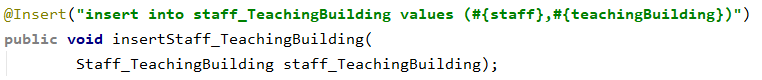 @Insert("insert into staff_TeachingBuilding values (#{staff},#{teachingBuilding})")
public void insertStaff_TeachingBuilding(
Staff_TeachingBuilding staff_TeachingBuilding);